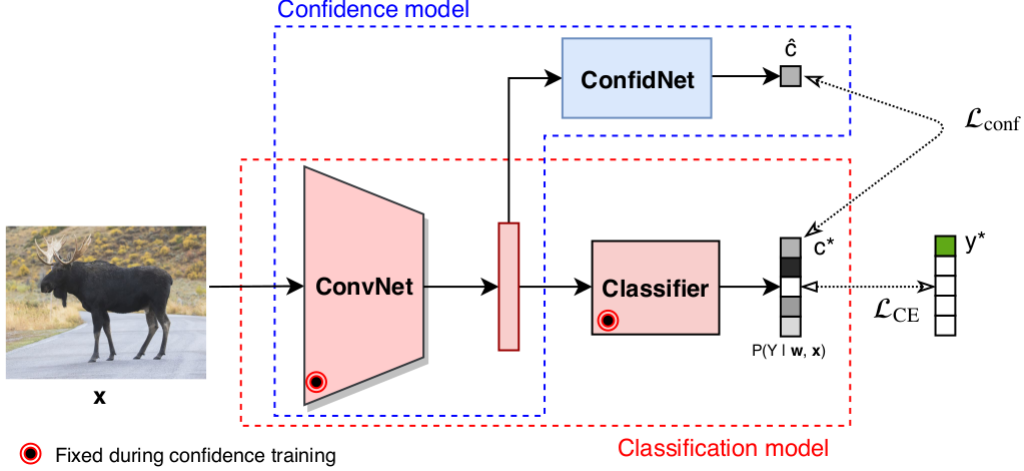 Confidence model
ConfidNet
ĉ
ℒconf
ConvNet
Classifier
c*
y*
ℒCE
P(Y | w, x)
x
Classification model
Fixed during confidence training